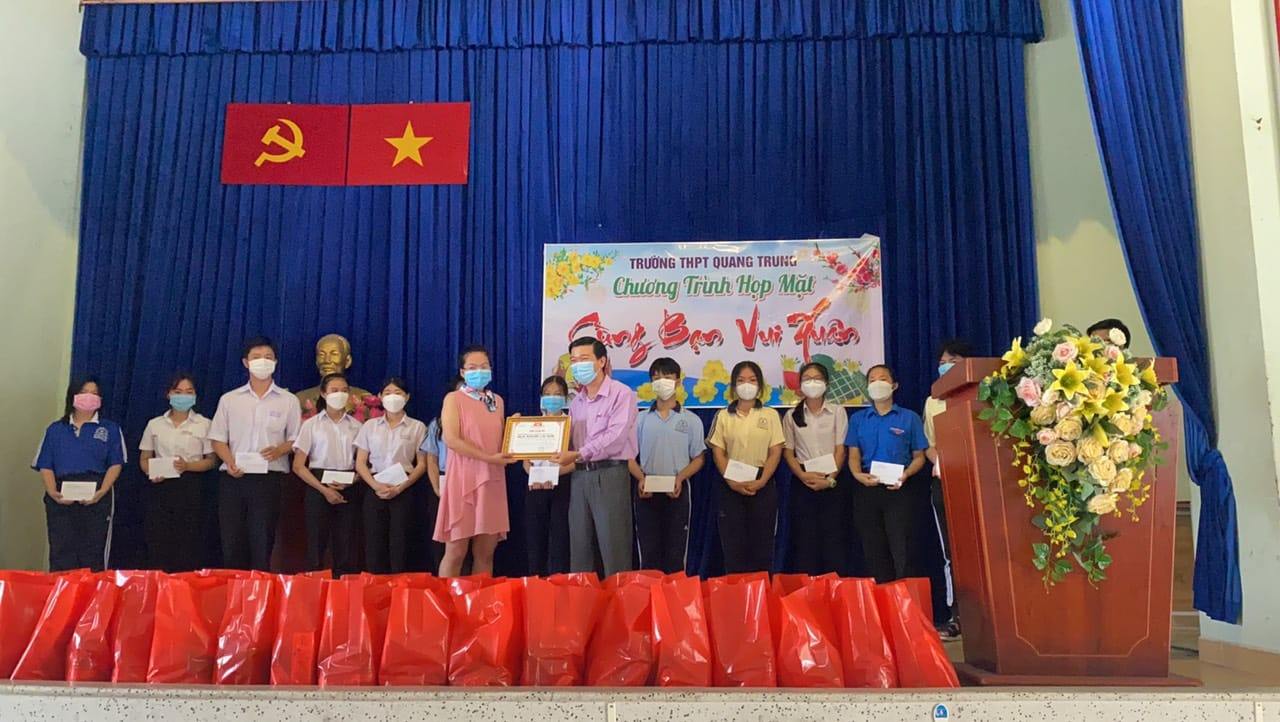 TRƯỜNG THPT QUANG TRUNG
Chương Trình Họp Mặt
Cùng Bạn Vui Xuân